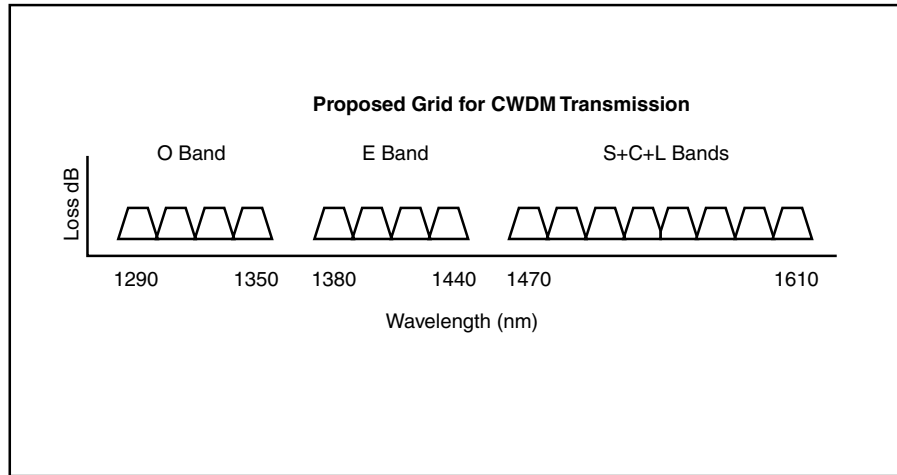 Proposed Grid for CWDM Transmission
O Band
E Band
S+C+L Bands
Loss dB
1290
1350
1380
1440
1470
1610
Wavelength (nm)